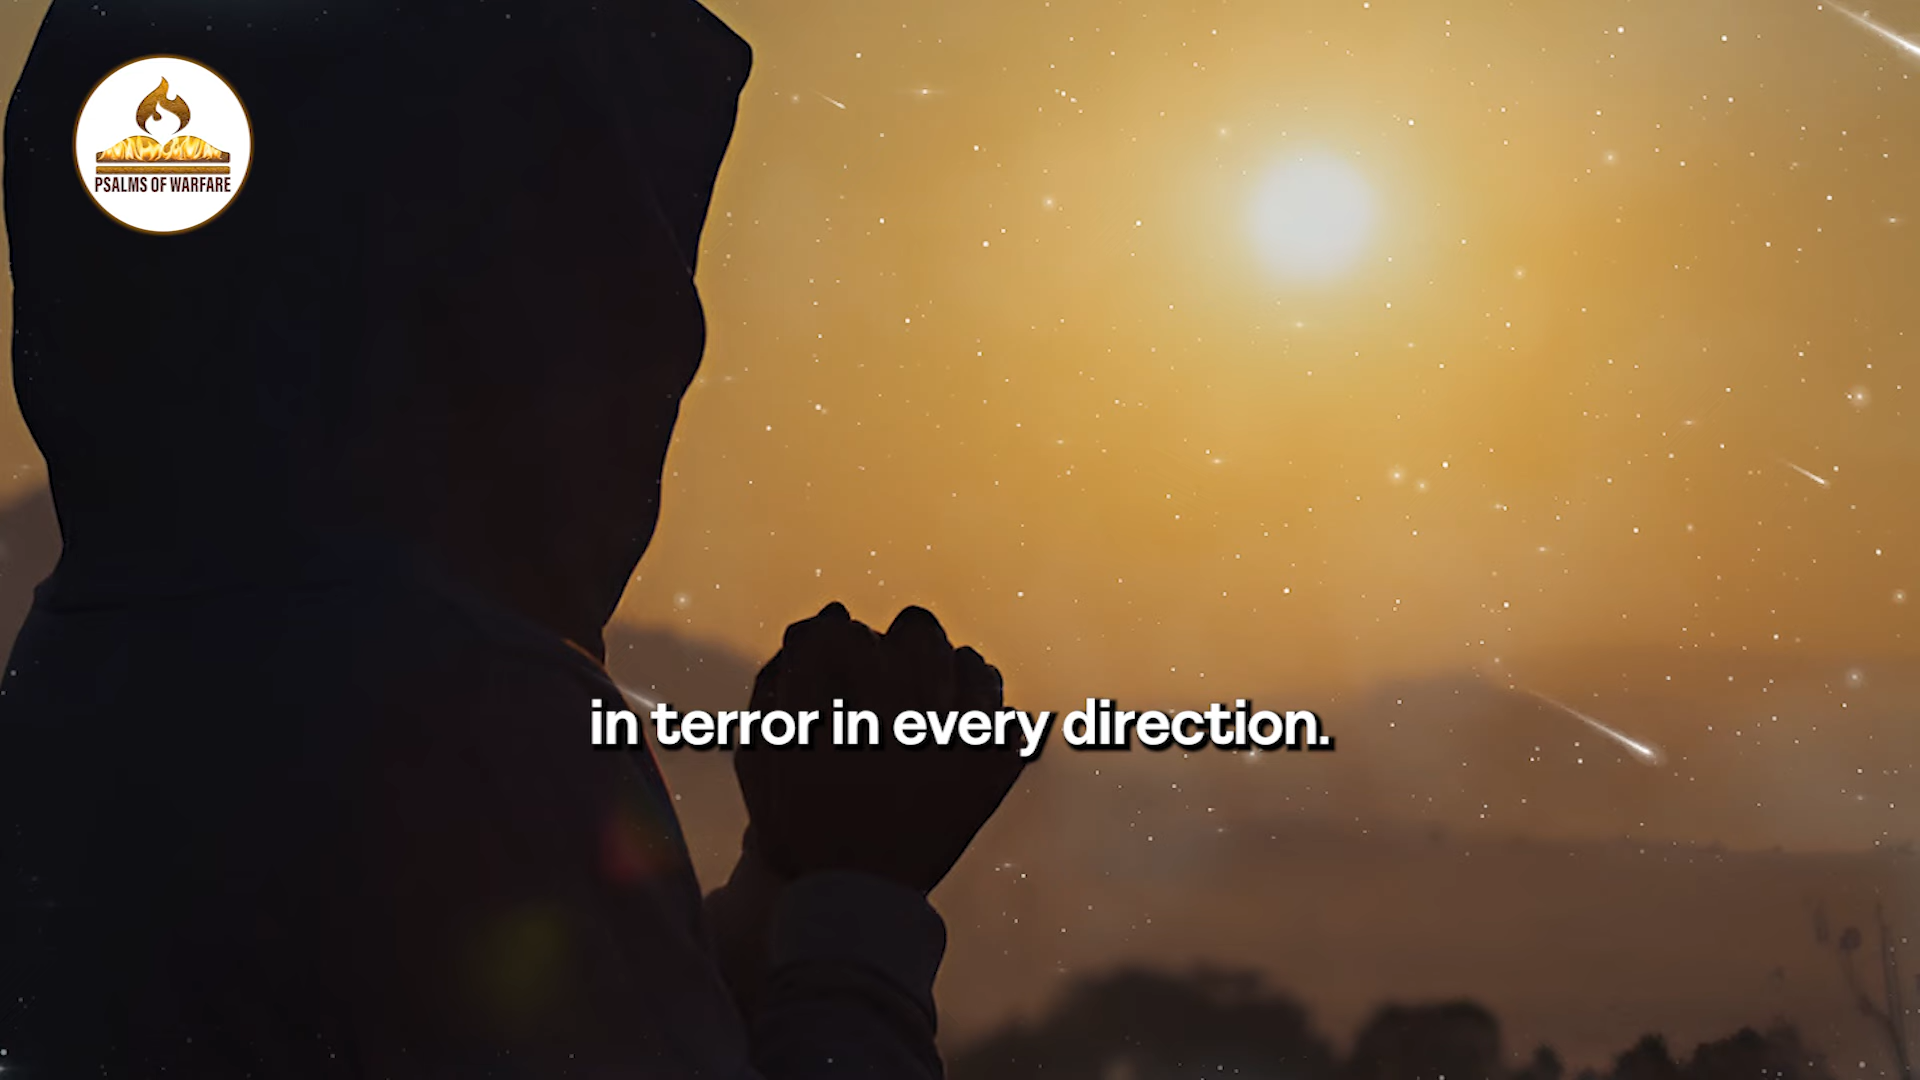 PSALMS OF WARFARE
in terror in every direction.